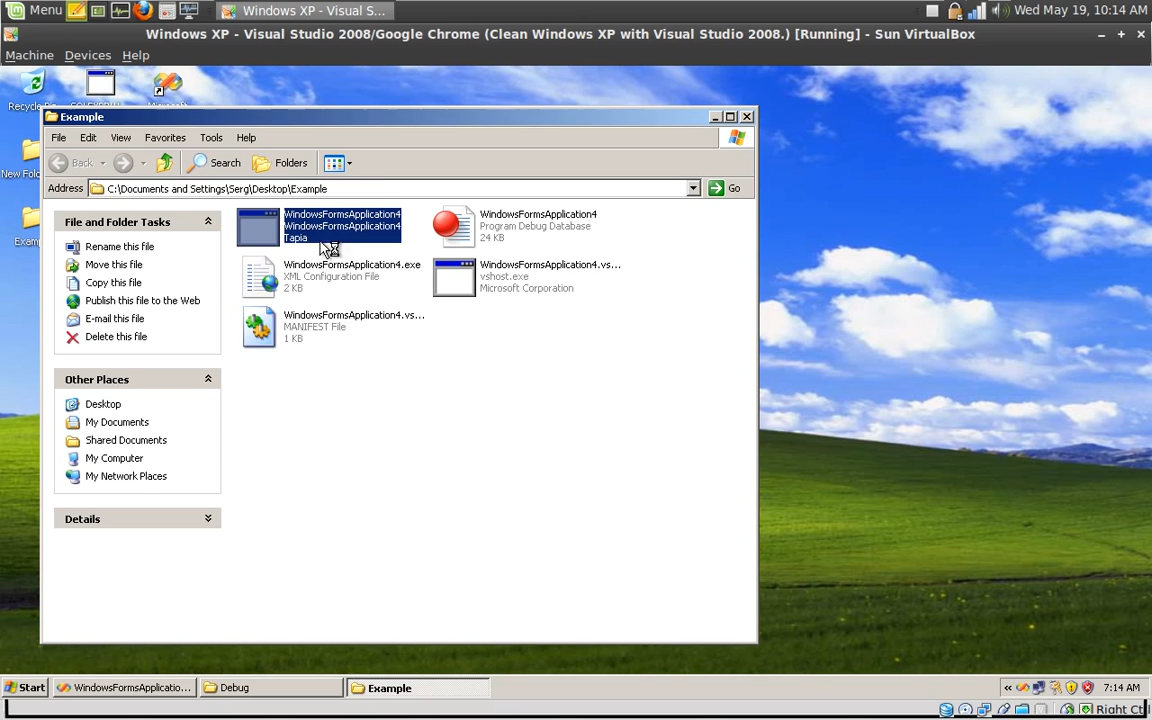 Menu
Windows XP - Visual S...
Wed May 19, 10:14 AM
Windows XP - Visual Studio 2008/Google Chrome (Clean Windows XP with Visual Studio 2008.) [Running] - Sun VirtualBox
Machine Devices Help
Recycle
New Fol
Exam
Example
File Edit View Favorites Tools Help
Back Search Folders
Address C:\Documents and Settings\Serg\Desktop\Example Go
File and Folder Tasks
Rename this file
Move this file
Copy this file
Publish this file to the Web
E-mail this file
Delete this file
Other Places
Desktop
My Documents
Shared Documents
My Computer
My Network Places
Details
WindowsFormsApplication4
WindowsFormsApplication4
Tapia
WindowsFormsApplication4
Program Debug Database
24 KB
WindowsFormsApplication4.exe
XML Configuration File
2 KB
WindowsFormsApplication4.vs...
vshost.exe
Microsoft Corporation
WindowsFormsApplication4.vs...
MANIFEST File
1 KB
Start WindowsFormsApplicatio... Debug Example 7:14 AM
Right Ct